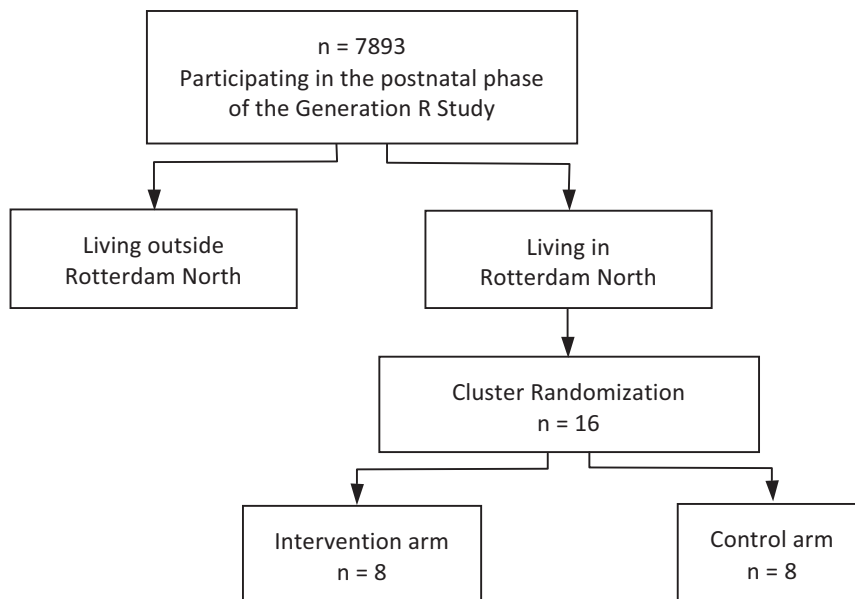 n = 7893
Participating in the postnatal phase
of the Generation R Study
Living outside
Rotterdam North
Living in
Rotterdam North
Cluster Randomization
n = 16
Intervention arm
n = 8
Control arm
n = 8